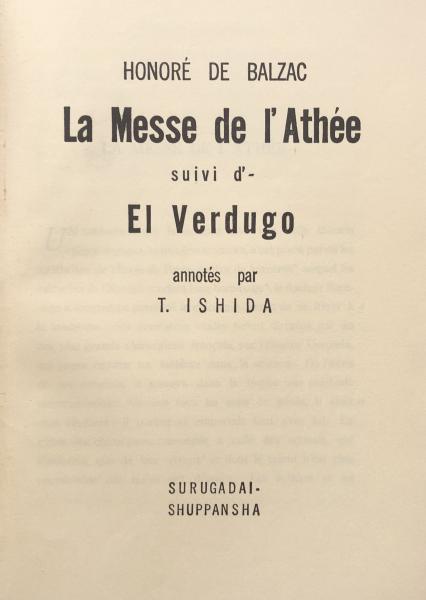 HONORÉ DE BALZAC
La Messe de l'Athée
suivi d'-
El Verdugo
annotés par
T. ISHIDA
SURUGADAI-
SHUPPANSHA